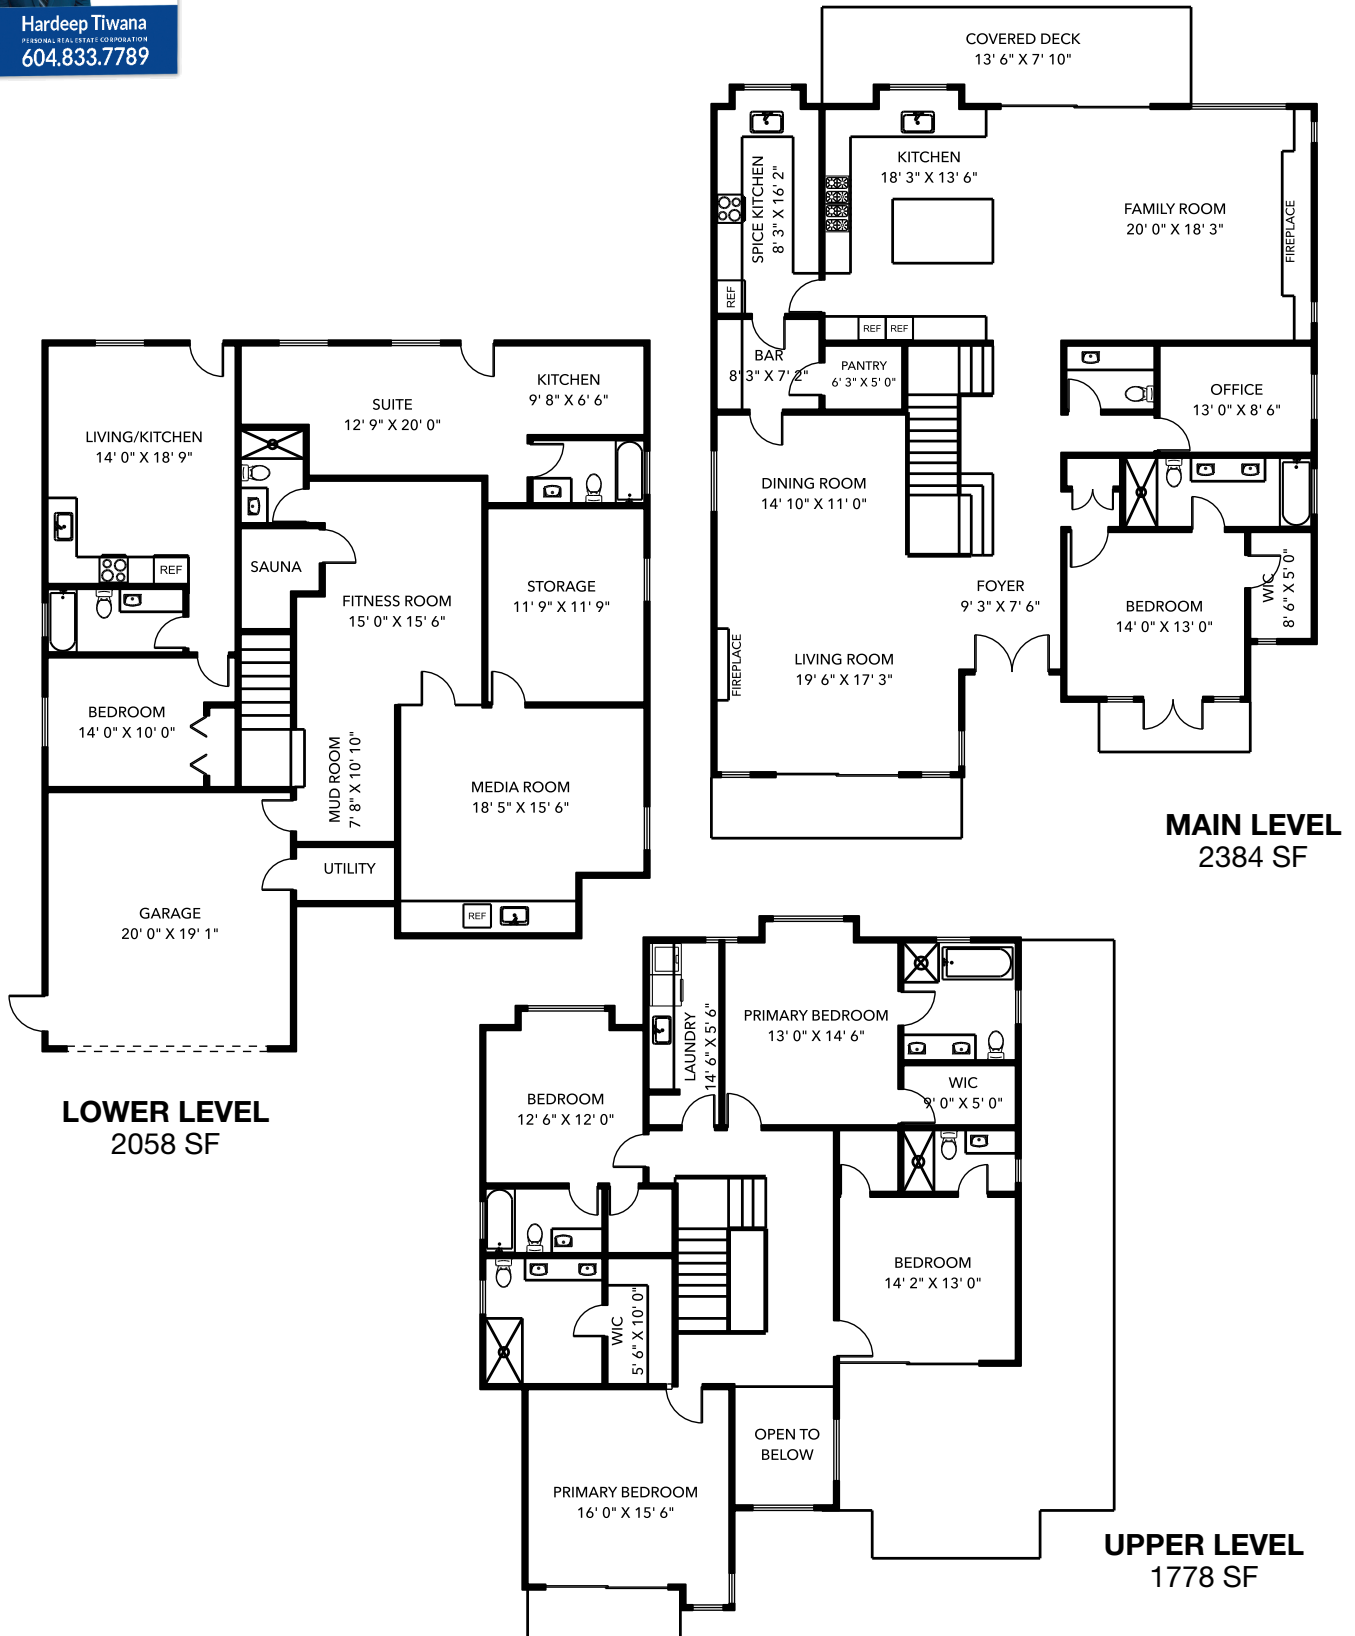 Hardeep Tiwana
PERSONAL REAL ESTATE CORPORATION
604.833.7789
COVERED DECK
13' 6" X 7' 10"
SPICE KITCHEN
8' 3" X 16' 2"
KITCHEN
18' 3" X 13' 6"
FAMILY ROOM
20' 0" X 18' 3"
FIREPLACE
REF
REF
REF
BAR
8' 3" X 7' 2"
PANTRY
6' 3" X 5' 0"
OFFICE
13' 0" X 8' 6"
DINING ROOM
14' 10" X 11' 0"
FOYER
9' 3" X 7' 6"
BEDROOM
14' 0" X 13' 0"
WIC
8' 6" X 5' 0"
FIREPLACE
LIVING ROOM
19' 6" X 17' 3"
MAIN LEVEL
2384 SF
KITCHEN
9' 8" X 6' 6"
SUITE
12' 9" X 20' 0"
LIVING/KITCHEN
14' 0" X 18' 9"
REF
SAUNA
FITNESS ROOM
15' 0" X 15' 6"
STORAGE
11' 9" X 11' 9"
BEDROOM
14' 0" X 10' 0"
MUD ROOM
7' 8" X 10' 10"
MEDIA ROOM
18' 5" X 15' 6"
UTILITY
REF
GARAGE
20' 0" X 19' 1"
LOWER LEVEL
2058 SF
LAUNDRY
14' 6" X 5' 6"
PRIMARY BEDROOM
13' 0" X 14' 6"
WIC
9' 0" X 5' 0"
BEDROOM
12' 6" X 12' 0"
BEDROOM
14' 2" X 13' 0"
WIC
5' 6" X 10' 0"
OPEN TO
BELOW
PRIMARY BEDROOM
16' 0" X 15' 6"
UPPER LEVEL
1778 SF